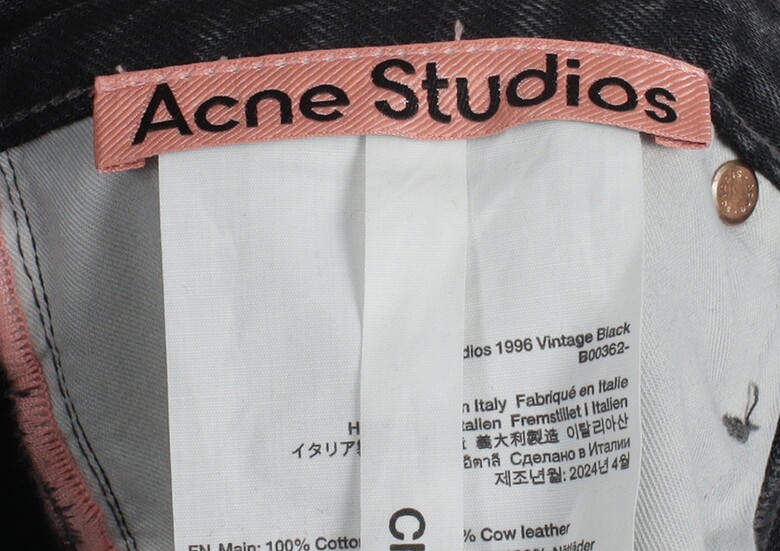 Acne Studios
dios 1996 Vintage Black
B00362-
n Italy Fabriqué en Italie
talien Fremstillet i Italien
イタリア 義大利製造 이탈리아산
Сделано в Италии
제조년월: 2024년 4월
EN Main: 100% Cotto % Cow leather